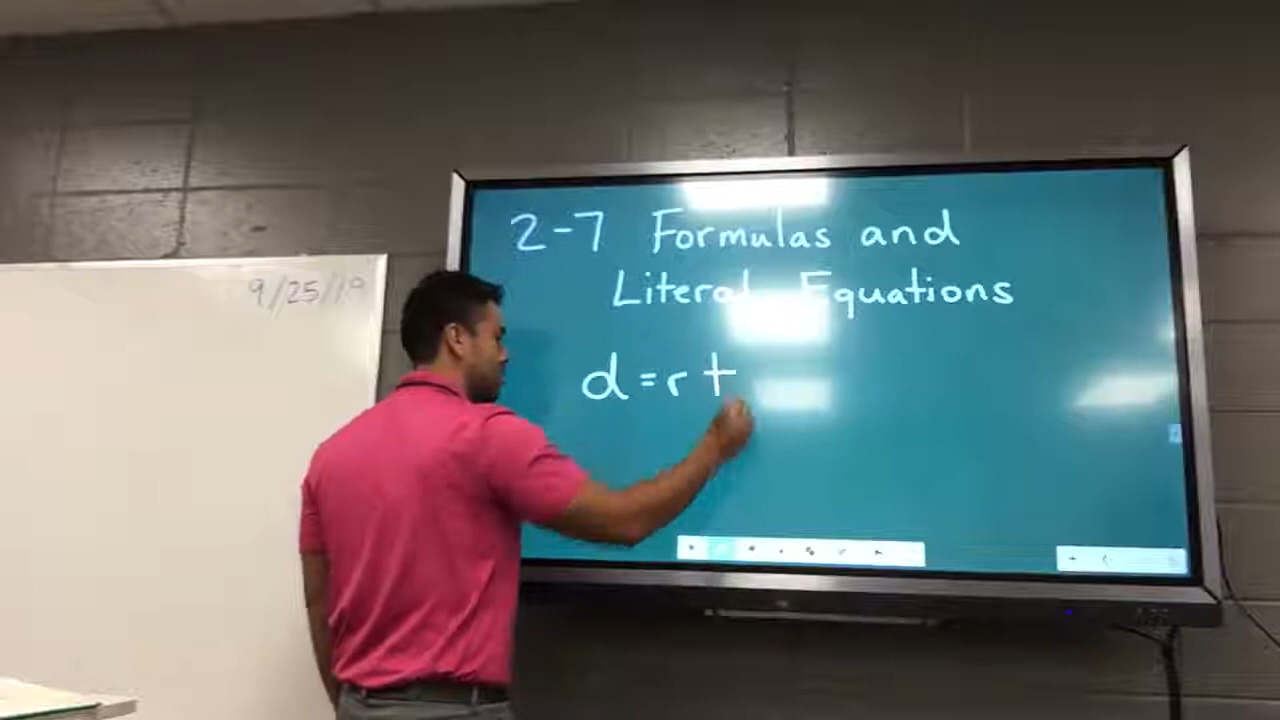 9/25/19
2-7 Formulas and
Literal Equations
d=rt